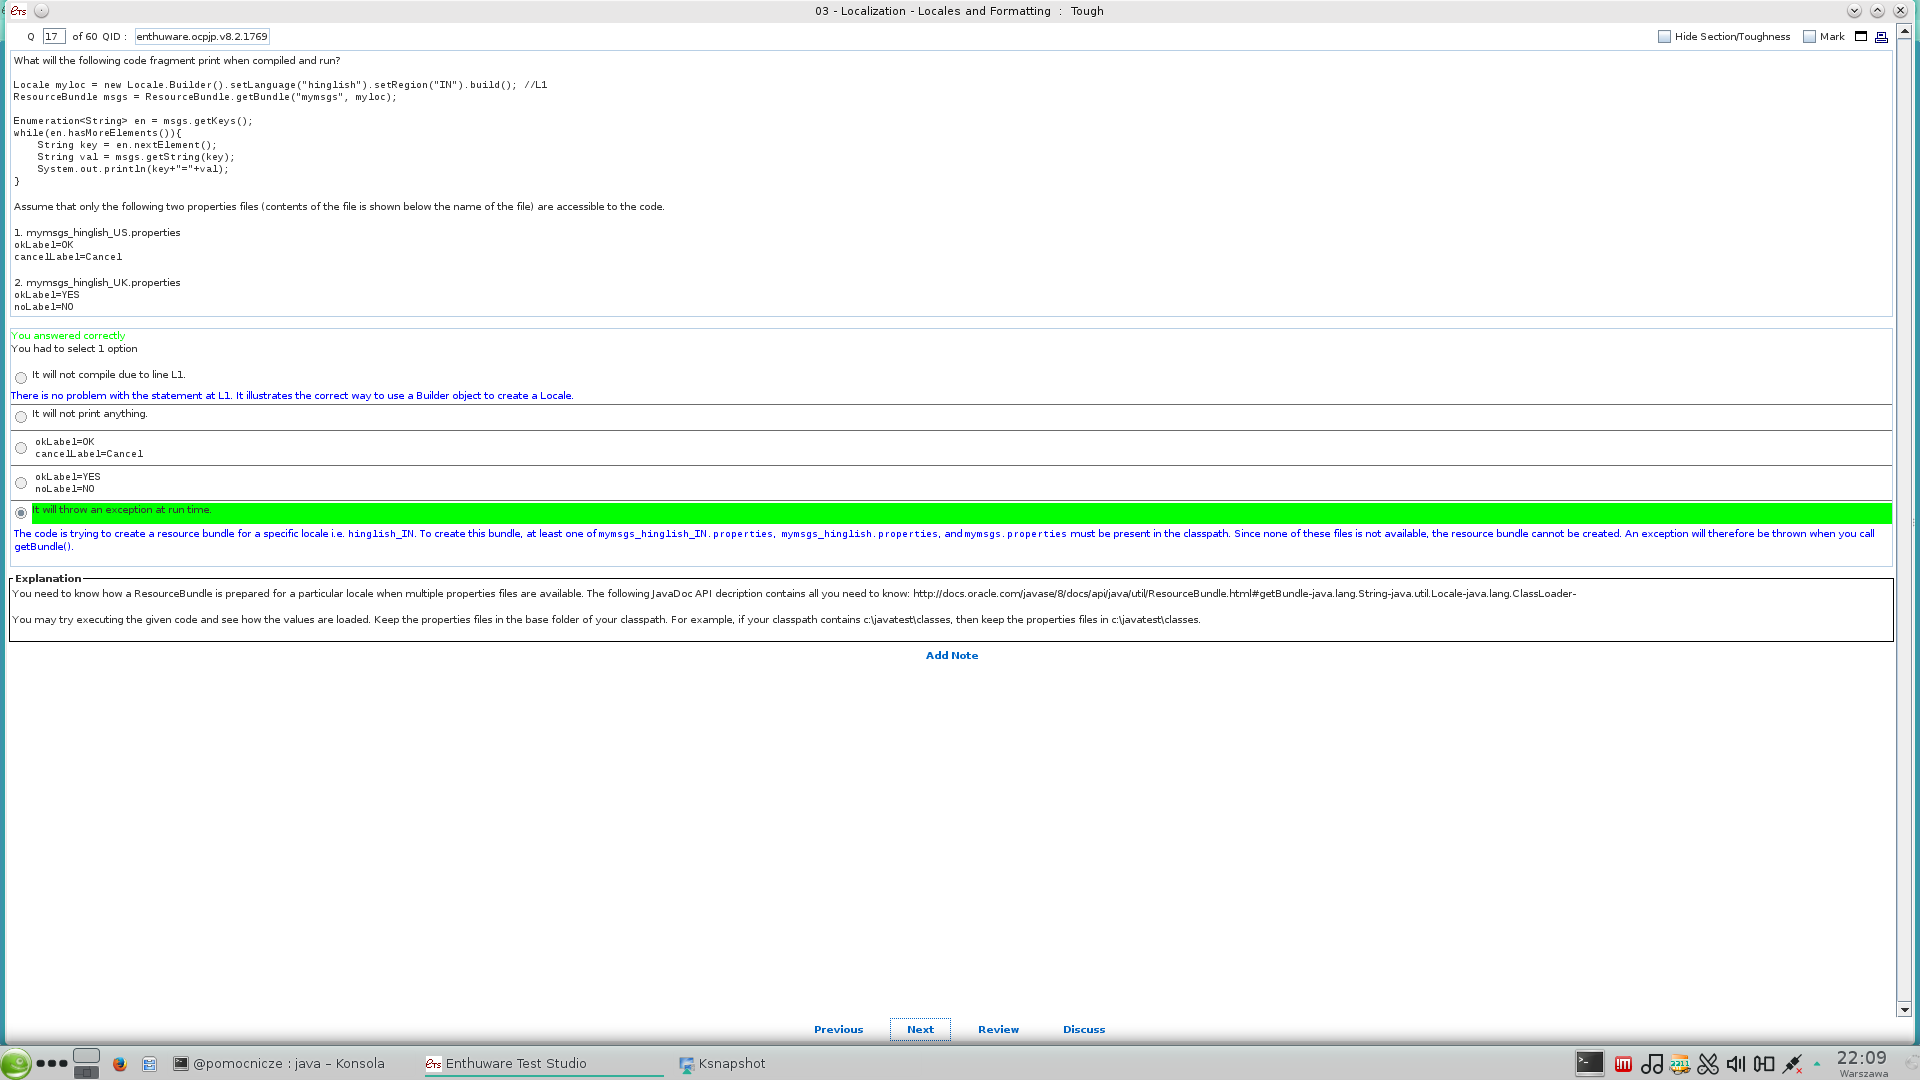 03 - Localization - Locales and Formatting : Tough
Q 17 of 60 QID : enthuware.ocpjp.v8.2.1769
Hide Section/Toughness Mark
What will the following code fragment print when compiled and run?
Locale myloc = new Locale.Builder().setLanguage("hinglish").setRegion("IN").build(); //L1
ResourceBundle msgs = ResourceBundle.getBundle("mymsgs", myloc);
Enumeration<String> en = msgs.getKeys();
while(en.hasMoreElements()){
String key = en.nextElement();
String val = msgs.getString(key);
System.out.println(key+"="+val);
}
Assume that only the following two properties files (contents of the file is shown below the name of the file) are accessible to the code.
1. mymsgs_hinglish_US.properties
okLabel=OK
cancelLabel=Cancel
2. mymsgs_hinglish_UK.properties
okLabel=YES
noLabel=NO
You answered correctly
You had to select 1 option
It will not compile due to line L1.
There is no problem with the statement at L1. It illustrates the correct way to use a Builder object to create a Locale.
It will not print anything.
okLabel=OK
cancelLabel=Cancel
okLabel=YES
noLabel=NO
It will throw an exception at run time.
The code is trying to create a resource bundle for a specific locale i.e. hinglish_IN. To create this bundle, at least one of mymsgs_hinglish_IN.properties, mymsgs_hinglish.properties, and mymsgs.properties must be present in the classpath. Since none of these files is not available, the resource bundle cannot be created. An exception will therefore be thrown when you call
getBundle().
Explanation
You need to know how a ResourceBundle is prepared for a particular locale when multiple properties files are available. The following JavaDoc API decription contains all you need to know: http://docs.oracle.com/javase/8/docs/api/java/util/ResourceBundle.html#getBundle-java.lang.String-java.util.Locale-java.lang.ClassLoader-
You may try executing the given code and see how the values are loaded. Keep the properties files in the base folder of your classpath. For example, if your classpath contains c:\javatest\classes, then keep the properties files in c:\javatest\classes.
Add Note
Previous Next Review Discuss
@pomocnicze : java – Konsola
Enthuware Test Studio
Ksnapshot
22:09
Warszawa